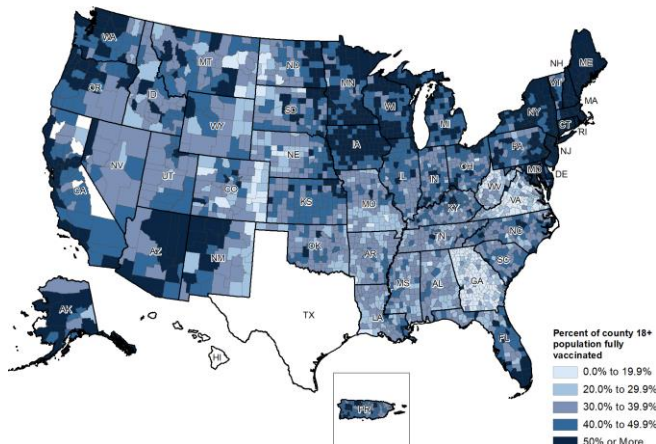 WA
MT
ND
MN
OR
ID
SD
WI
WY
MI
NY
VT
NH
ME
MA
CT
RI
NJ
PA
IA
NE
NV
UT
CO
CA
KS
MO
IL
IN
OH
WV
VA
MD
DE
KY
NC
TN
SC
AZ
NM
OK
AR
MS
AL
GA
LA
TX
FL
AK
HI
PR
Percent of county 18+
population fully
vaccinated
0.0% to 19.9%
20.0% to 29.9%
30.0% to 39.9%
40.0% to 49.9%
50% or More